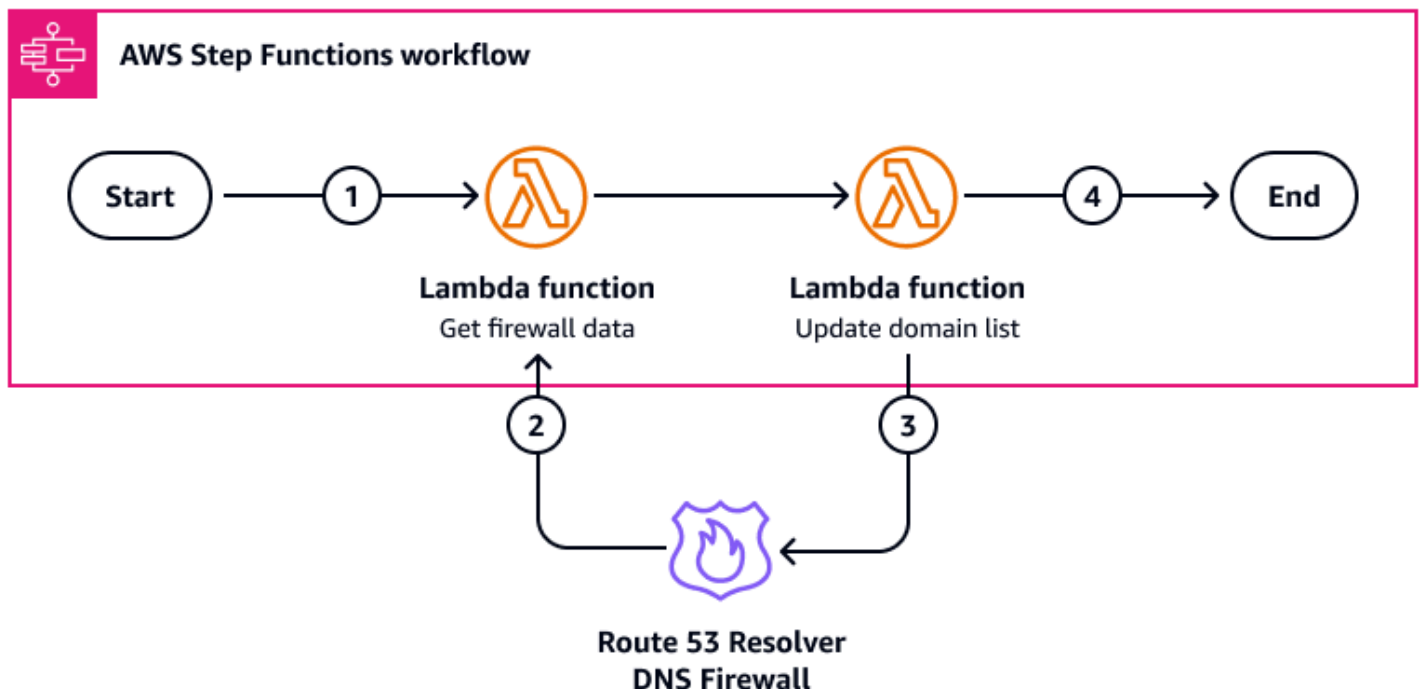 AWS Step Functions workflow
Start
1
4
End
Lambda function
Get firewall data
Lambda function
Update domain list
2
3
Route 53 Resolver
DNS Firewall